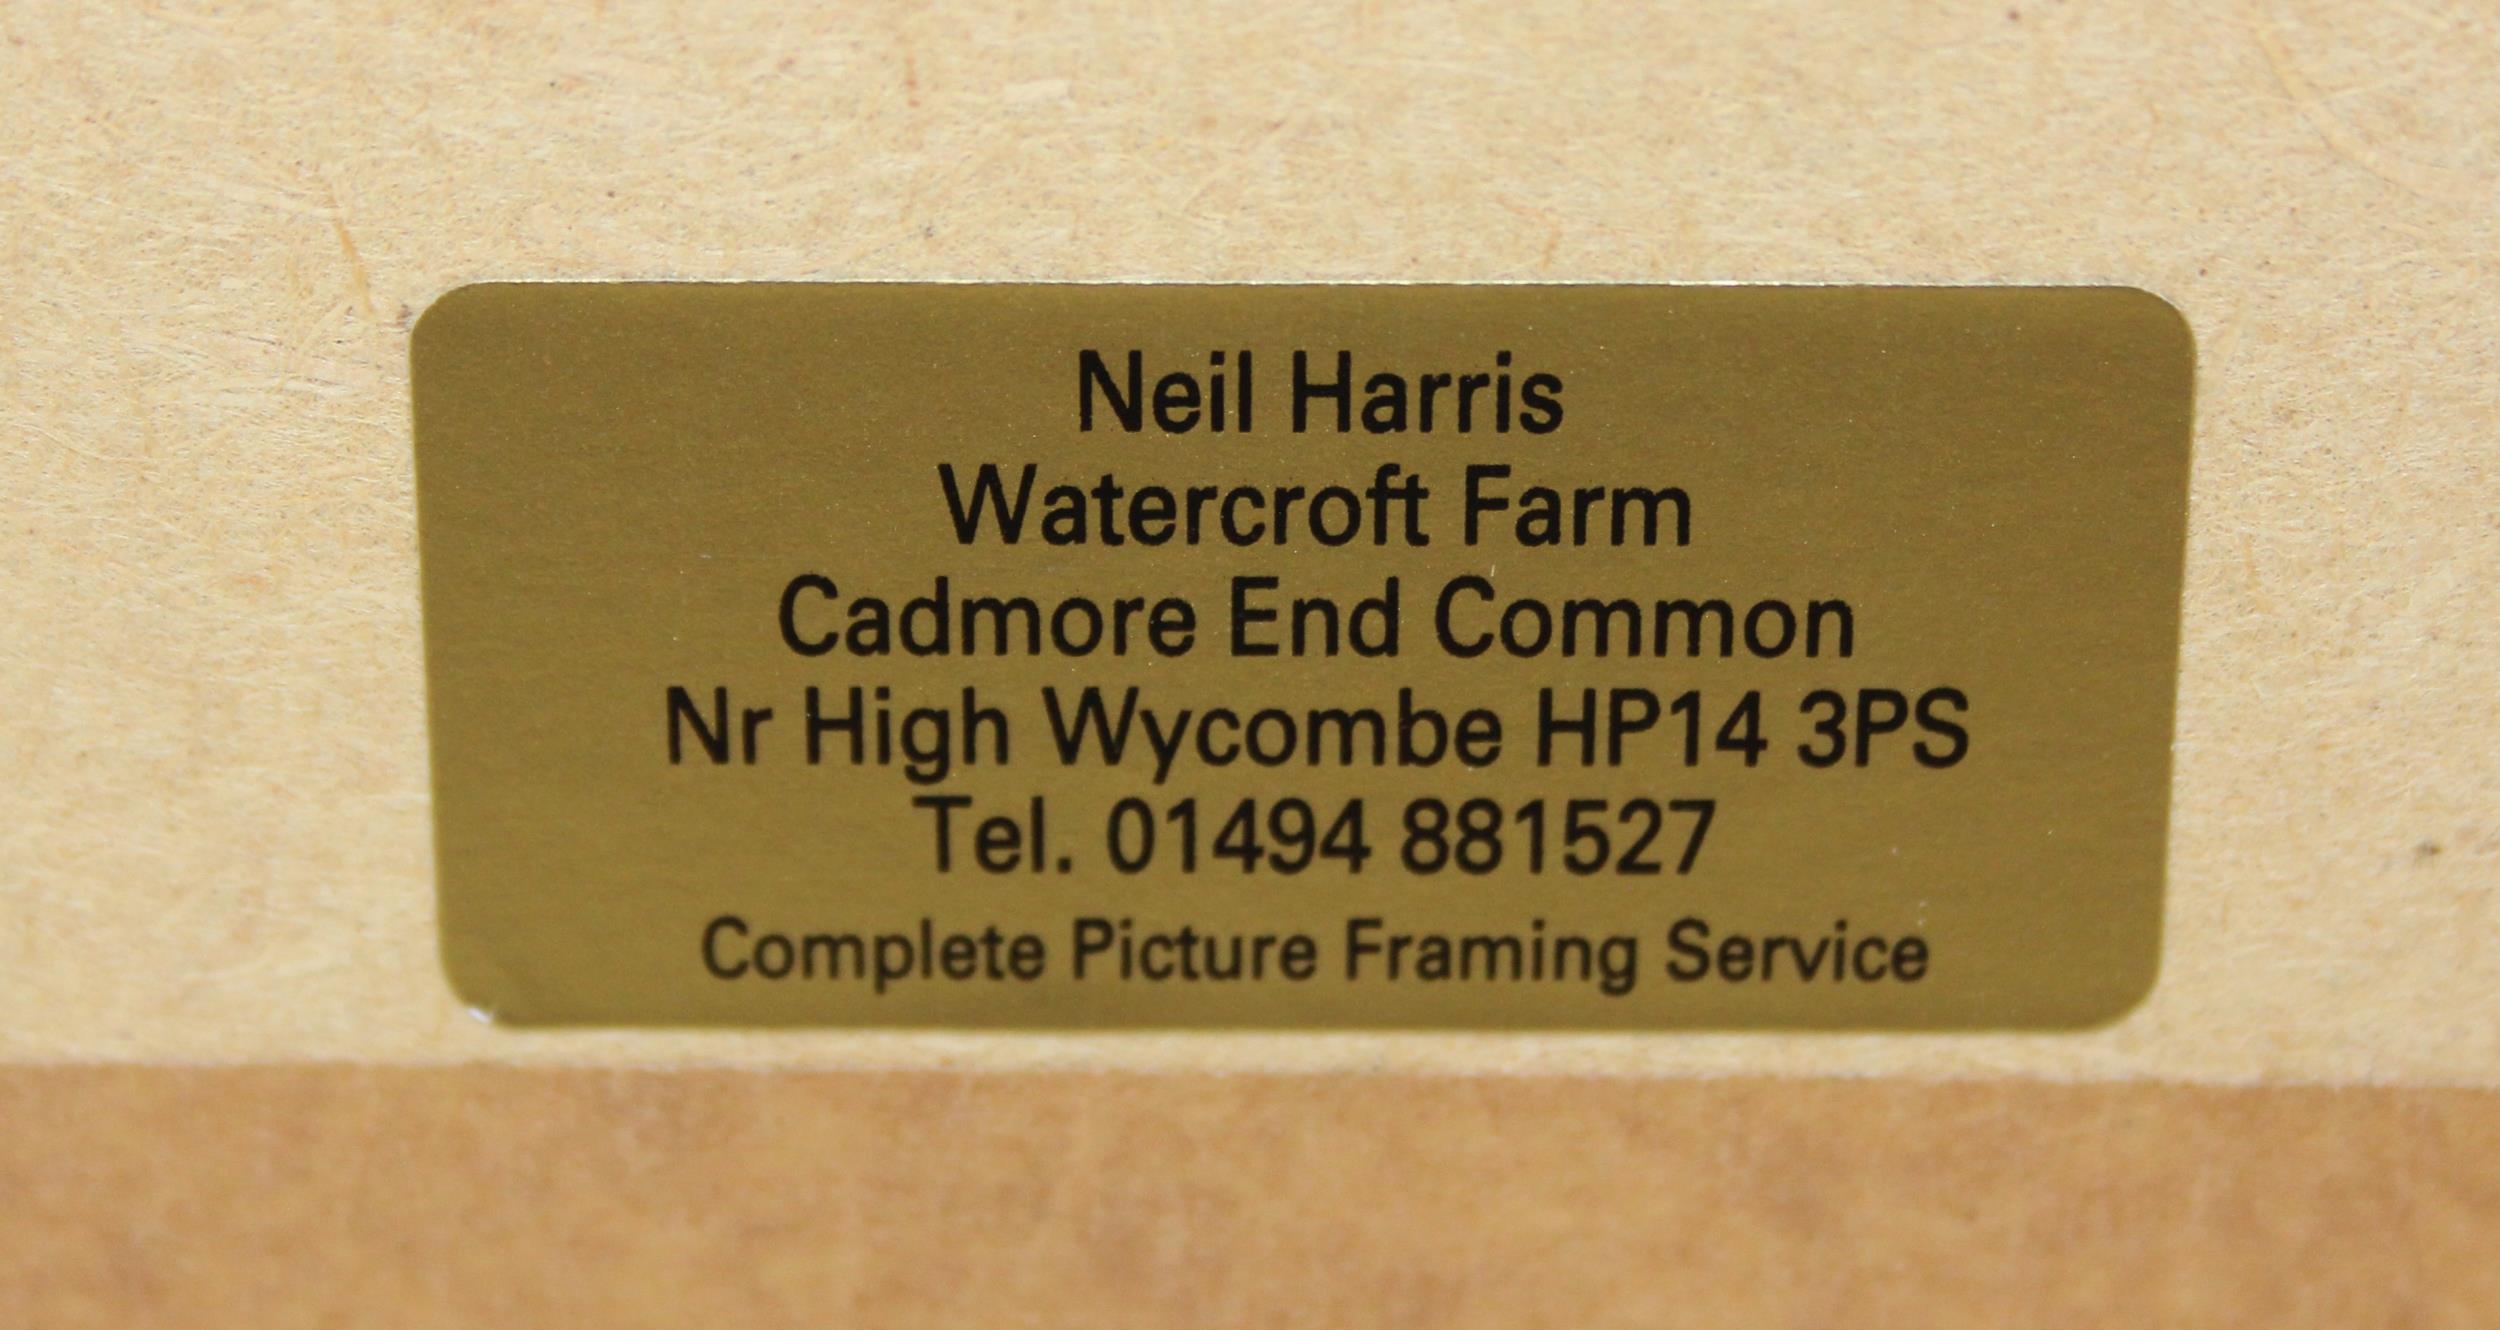 Neil Harris
Watercroft Farm
Cadmore End Common
Nr High Wycombe HP14 3PS
Tel. 01494 881527
Complete Picture Framing Service